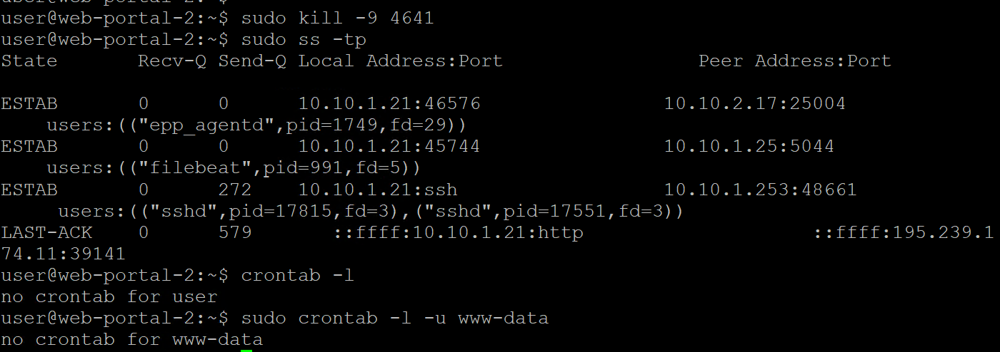 user@web-portal-2:~$
user@web-portal-2:~$ sudo kill -9 4641
user@web-portal-2:~$ sudo ss -tp
State       Recv-Q Send-Q Local Address:Port                 Peer Address:Port
ESTAB       0      0      10.10.1.21:46576                10.10.2.17:25004
    users:(("epp_agentd",pid=1749,fd=29))
ESTAB       0      0      10.10.1.21:45744                10.10.1.25:5044
    users:(("filebeat",pid=991,fd=5))
ESTAB       0      272    10.10.1.21:ssh                  10.10.1.253:48661
     users:(("sshd",pid=17815,fd=3),("sshd",pid=17551,fd=3))
LAST-ACK    0      579       ::ffff:10.10.1.21:http                    ::ffff:195.239.1
74.11:39141
user@web-portal-2:~$ crontab -l
no crontab for user
user@web-portal-2:~$ sudo crontab -l -u www-data
no crontab for www-data